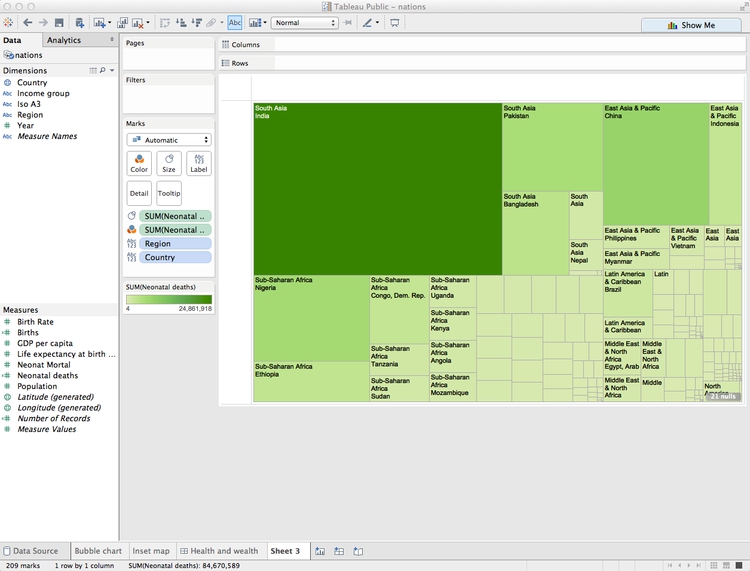 Tableau Public - nations
Abc
Normal
Show Me
Data
Analytics
nations
Dimensions
Country
Abc Income group
Abc Iso A3
Abc Region
Year
Abc Measure Names
Measures
Birth Rate
Births
GDP per capita
Life expectancy at birth ...
Neonat Mortal
Neonatal deaths
Population
Latitude (generated)
Longitude (generated)
Number of Records
Measure Values
Pages
Filters
Marks
Automatic
Color
Size
Label
Detail
Tooltip
SUM(Neonatal ..
SUM(Neonatal ..
Region
Country
SUM(Neonatal deaths)
4 24,861,918
Columns
Rows
South Asia
India
South Asia
Pakistan
South Asia
Bangladesh
South
Asia
South
Asia
Nepal
East Asia & Pacific
China
East Asia
& Pacific
Indonesia
East Asia & Pacific
Philippines
East Asia & Pacific
Myanmar
East Asia
& Pacific
Vietnam
East
Asia
East
Asia
Sub-Saharan Africa
Nigeria
Sub-Saharan Africa
Ethiopia
Sub-Saharan
Africa
Congo, Dem. Rep.
Sub-Saharan
Africa
Tanzania
Sub-Saharan
Africa
Sudan
Sub-Saharan
Africa
Uganda
Sub-Saharan
Africa
Kenya
Sub-Saharan
Africa
Angola
Sub-Saharan
Africa
Mozambique
Latin America
& Caribbean
Brazil
Latin America
& Caribbean
Latin
Middle East
& North
Africa
Egypt, Arab
Middle East
& North
Africa
Middle
East &
North
Africa
Middle
North
21 nulls
Data Source
Bubble chart
Inset map
Health and wealth
Sheet 3
209 marks
1 row by 1 column
SUM(Neonatal deaths): 84,670,589